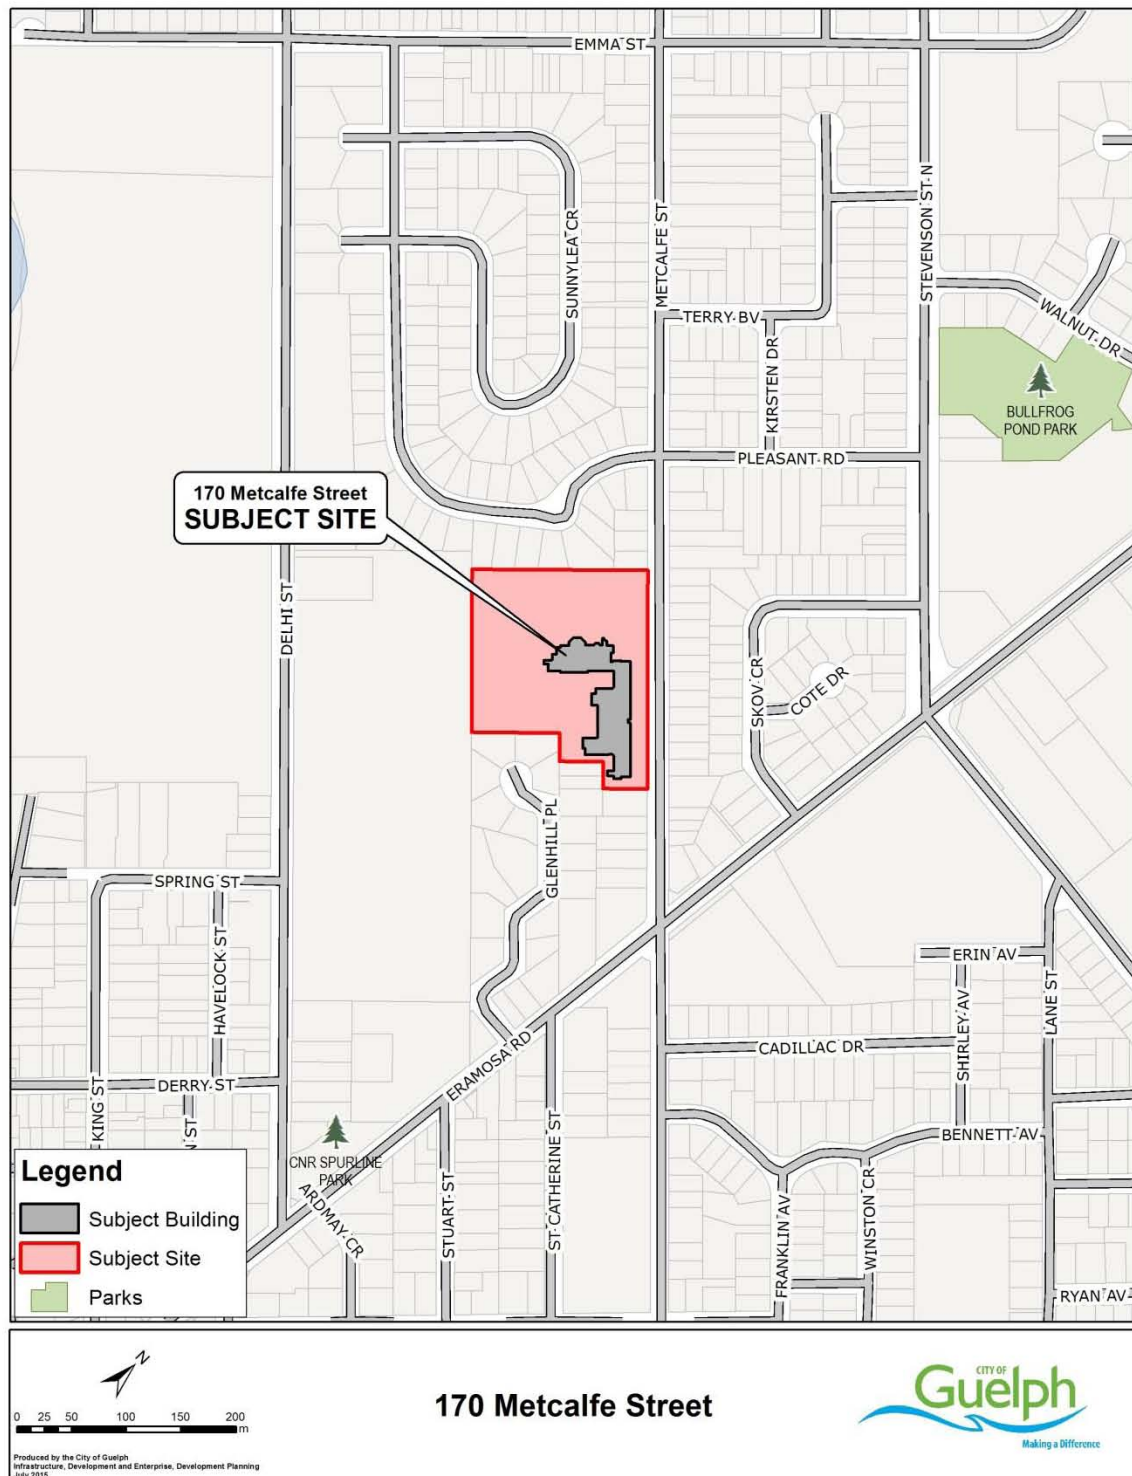 EMMA ST
SUNNYLEA CR
METCALFE ST
STEVENSON ST N
TERRY BV
KIRSTEN DR
WALNUT DR
BULLFROG
POND PARK
PLEASANT RD
170 Metcalfe Street
SUBJECT SITE
DELHI ST
SKOV CR
COTE DR
GLENHILL PL
SPRING ST
HAVELOCK ST
ERIN AV
LANE ST
SHIRLEY AV
CADILLAC DR
ERAMOSA RD
DERRY ST
KING ST
N ST
CNR SPURLINE
PARK
ARDMAY CR
STUART ST
ST CATHERINE ST
BENNETT AV
FRANKLIN AV
WINSTON CR
RYAN AV
Legend
Subject Building
Subject Site
Parks
N
0 25 50 100 150 200
m
Produced by the City of Guelph
Infrastructure, Development and Enterprise, Development Planning
July 2015
170 Metcalfe Street
CITY OF
Guelph
Making a Difference